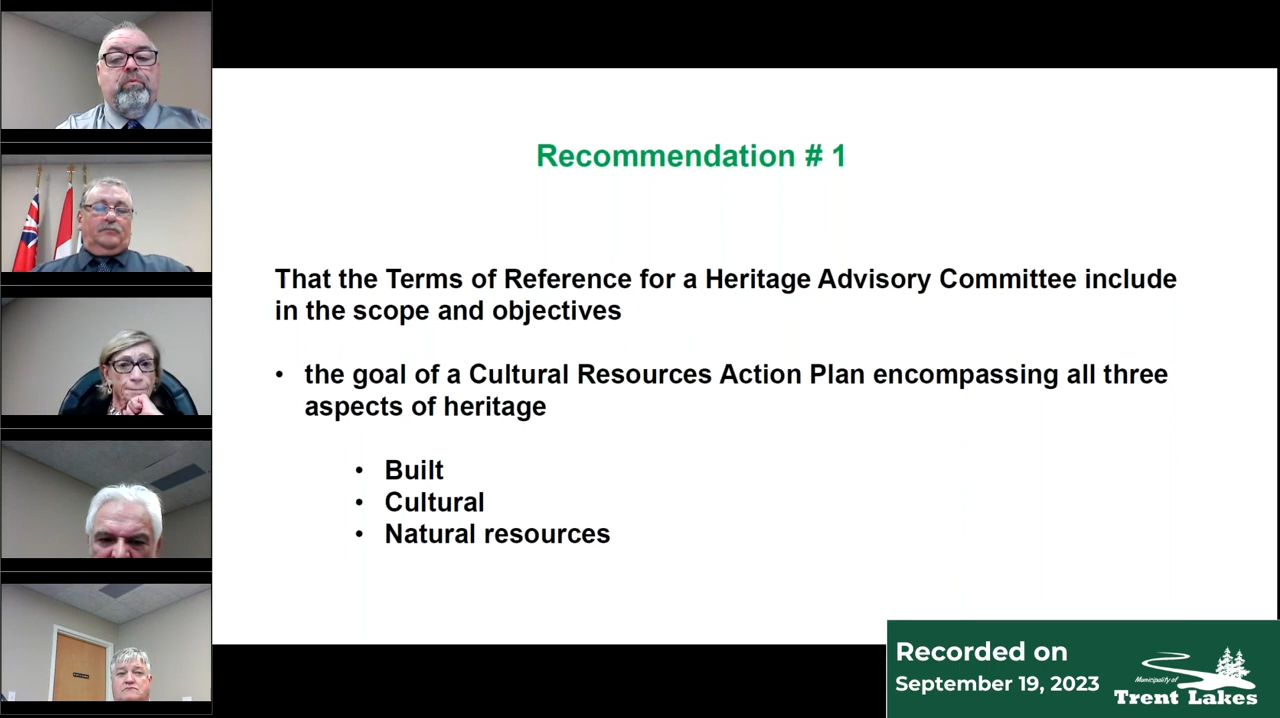 Recommendation # 1
That the Terms of Reference for a Heritage Advisory Committee include
in the scope and objectives
• the goal of a Cultural Resources Action Plan encompassing all three
aspects of heritage
• Built
• Cultural
• Natural resources
Recorded on
September 19, 2023
Municipality of
Trent Lakes